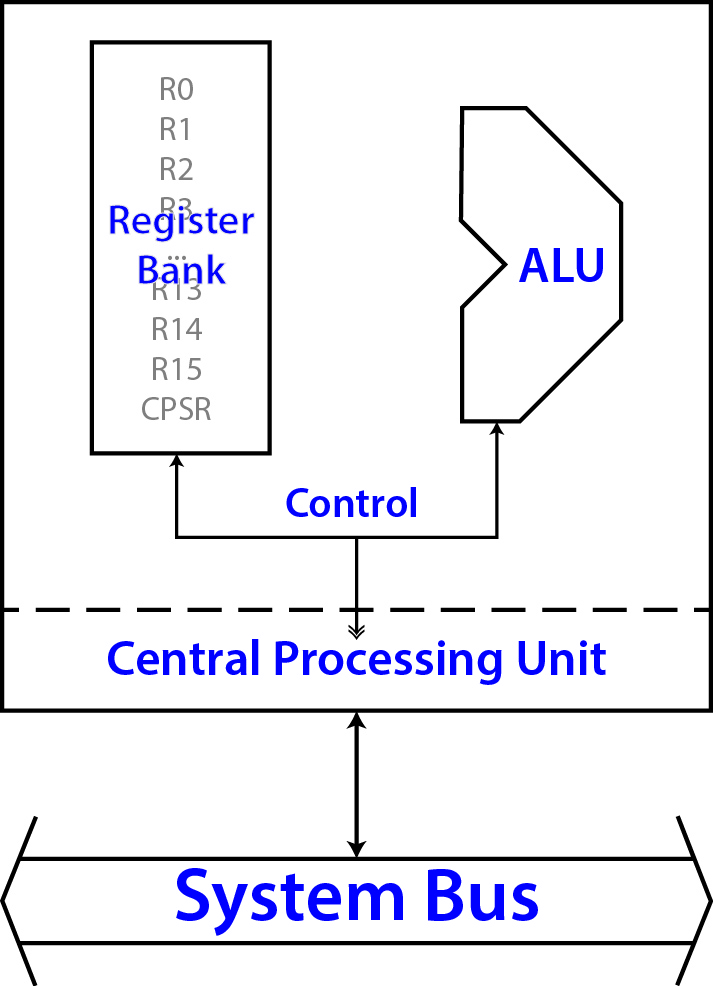 R0
R1
R2
R3
Register
...
Bank
R13
R14
R15
CPSR
ALU
Control
Central Processing Unit
System Bus